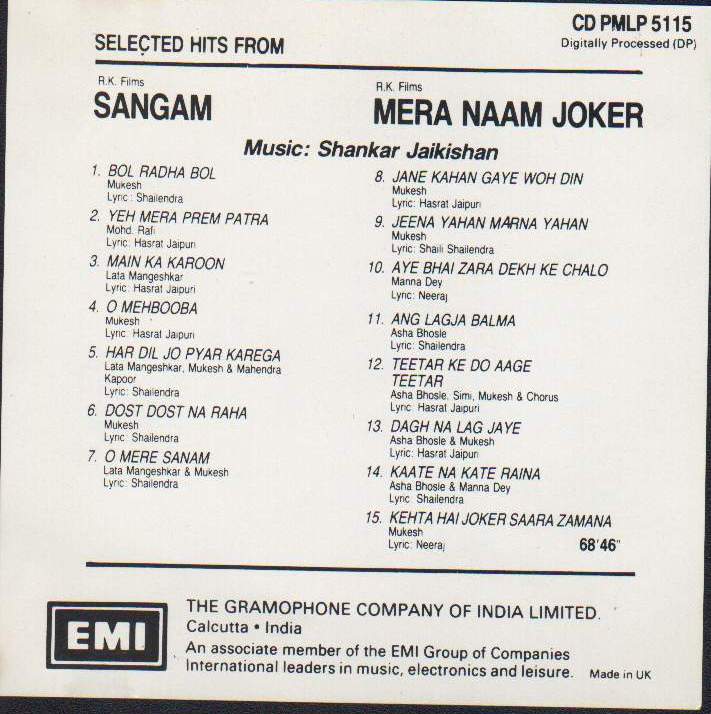 CD PMLP 5115
Digitally Processed (DP)
SELECTED HITS FROM
R.K. Films
SANGAM
R.K. Films
MERA NAAM JOKER
Music: Shankar Jaikishan
1. BOL RADHA BOL
Mukesh
Lyric: Shailendra
2. YEH MERA PREM PATRA
Mohd. Rafi
Lyric: Hasrat Jaipuri
3. MAIN KA KAROON
Lata Mangeshkar
Lyric: Hasrat Jaipuri
4. O MEHBOOBA
Mukesh
Lyric: Hasrat Jaipuri
5. HAR DIL JO PYAR KAREGA
Lata Mangeshkar, Mukesh & Mahendra
Kapoor
Lyric: Shailendra
6. DOST DOST NA RAHA
Mukesh
Lyric: Shailendra
7. O MERE SANAM
Lata Mangeshkar & Mukesh
Lyric: Shailendra
8. JANE KAHAN GAYE WOH DIN
Mukesh
Lyric: Hasrat Jaipuri
9. JEENA YAHAN MARNA YAHAN
Mukesh
Lyric: Shaili Shailendra
10. AYE BHAI ZARA DEKH KE CHALO
Manna Dey
Lyric: Neeraj
11. ANG LAGJA BALMA
Asha Bhosle
Lyric: Shailendra
12. TEETAR KE DO AAGE
TEETAR
Asha Bhosle, Simi, Mukesh & Chorus
Lyric: Hasrat Jaipuri
13. DAGH NA LAG JAYE
Asha Bhosle & Mukesh
Lyric: Hasrat Jaipuri
14. KAATE NA KATE RAINA
Asha Bhosle & Manna Dey
Lyric: Shailendra
15. KEHTA HAI JOKER SAARA ZAMANA
Mukesh
Lyric: Neeraj
68'46"
EMI
THE GRAMOPHONE COMPANY OF INDIA LIMITED.
Calcutta • India
An associate member of the EMI Group of Companies
International leaders in music, electronics and leisure. Made in UK